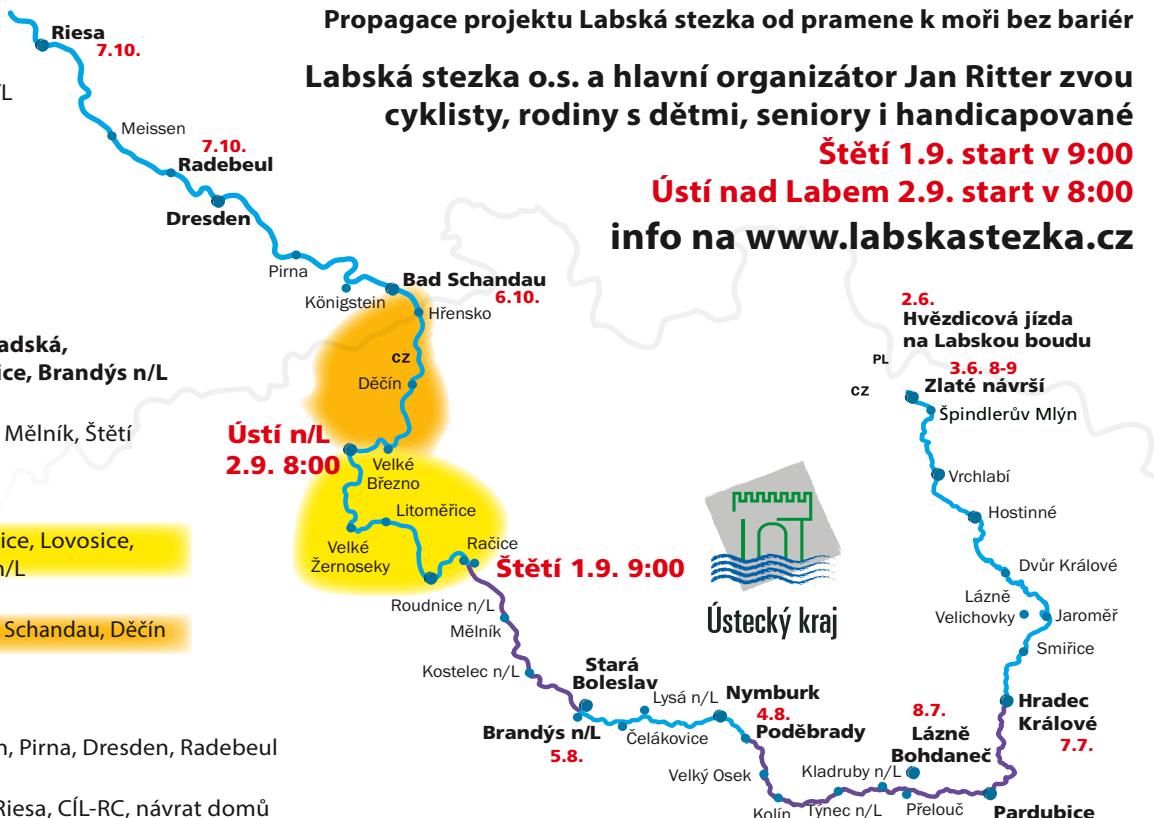 Propagace projektu Labská stezka od pramene k moři bez bariér
Labská stezka o.s. a hlavní organizátor Jan Ritter zvou
cyklisty, rodiny s dětmi, seniory i handicapované
Štětí 1.9. start v 9:00
Ústí nad Labem 2.9. start v 8:00
info na www.labskastezka.cz
Riesa
7.10.
/L
Meissen
7.10.
Radebeul
Dresden
Pirna
Königstein
Bad Schandau
6.10.
Hřensko
adská,
ice, Brandýs n/L
Mělník, Štětí
ice, Lovosice,
n/L
Schandau, Děčín
n, Pirna, Dresden, Radebeul
Riesa, CÍL-RC, návrat domů
CZ
Děčín
Ústí n/L
2.9. 8:00
Velké
Březno
Litoměřice
Velké
Žernoseky
Račice
Štětí 1.9. 9:00
Roudnice n/L
Mělník
Kostelec n/L
Stará
Boleslav
Brandýs n/L
5.8.
Lysá n/L
Čelákovice
Nymburk
4.8.
Poděbrady
Velký Osek
Kolín
Týnec n/L
Kladruby n/L
Přelouč
8.7.
Lázně
Bohdaneč
Pardubice
Hradec
Králové
7.7.
Smiřice
Jaroměř
Lázně
Velichovky
Dvůr Králové
Hostinné
Vrchlabí
Špindlerův Mlýn
Zlaté návrší
3.6. 8-9
2.6.
Hvězdicová jízda
na Labskou boudu
PL
CZ
Ústecký kraj